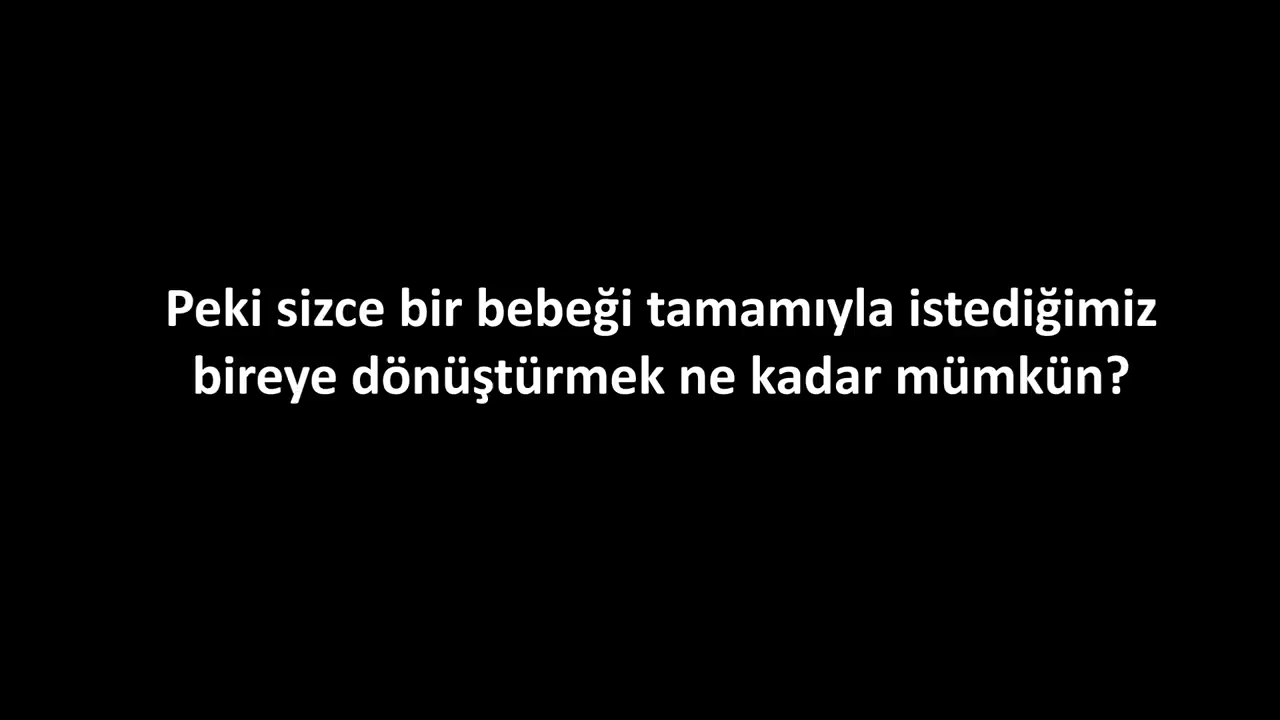 Peki sizce bir bebeği tamamıyla istediğimiz
bireye dönüştürmek ne kadar mümkün?